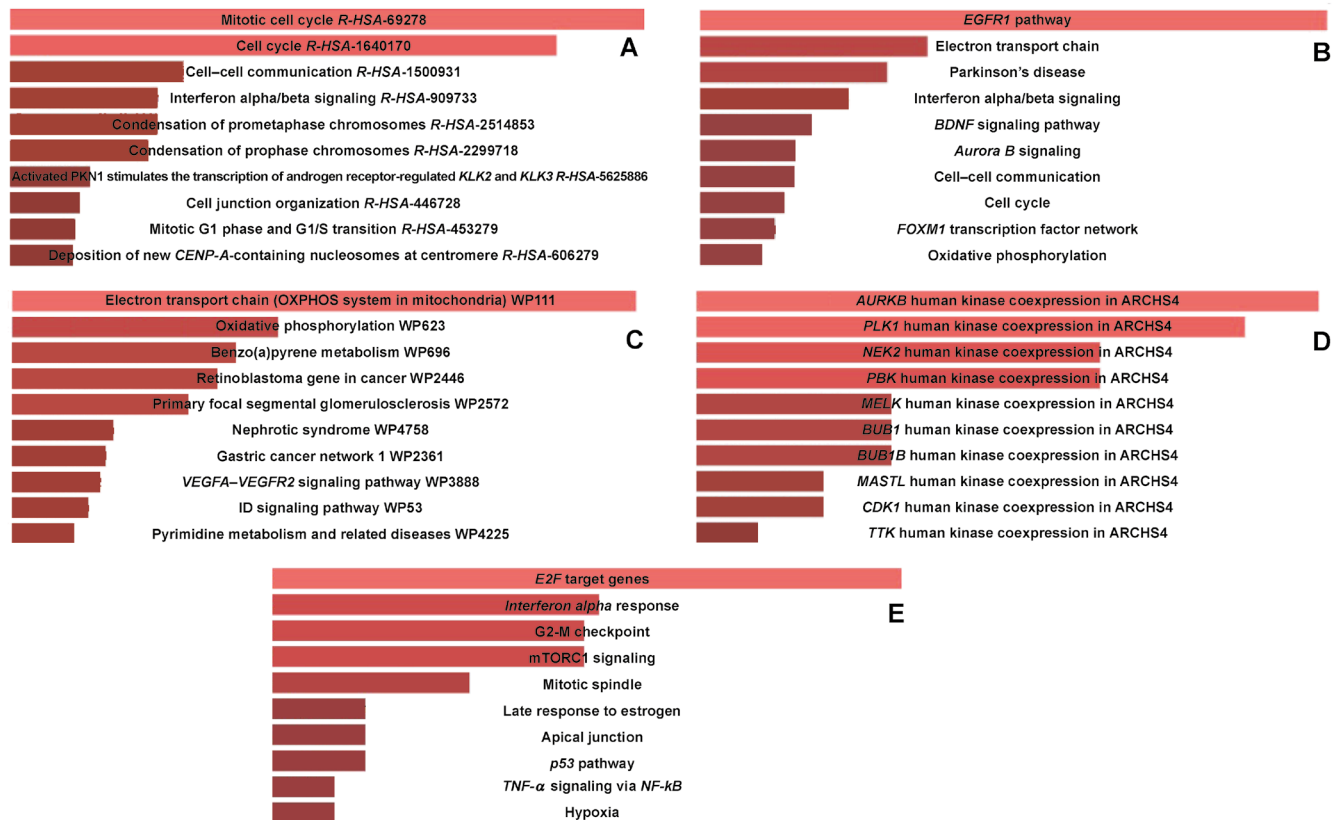 Mitotic cell cycle R-HSA-69278
Cell cycle R-HSA-1640170
A
Cell–cell communication R-HSA-1500931
Interferon alpha/beta signaling R-HSA-909733
Condensation of prometaphase chromosomes R-HSA-2514853
Condensation of prophase chromosomes R-HSA-2299718
Activated PKN1 stimulates the transcription of androgen receptor-regulated KLK2 and KLK3 R-HSA-5625886
Cell junction organization R-HSA-446728
Mitotic G1 phase and G1/S transition R-HSA-453279
Deposition of new CENP-A-containing nucleosomes at centromere R-HSA-606279
EGFR1 pathway
Electron transport chain
B
Parkinson's disease
Interferon alpha/beta signaling
BDNF signaling pathway
Aurora B signaling
Cell–cell communication
Cell cycle
FOXM1 transcription factor network
Oxidative phosphorylation
Electron transport chain (OXPHOS system in mitochondria) WP111
Oxidative phosphorylation WP623
C
Benzo(a)pyrene metabolism WP696
Retinoblastoma gene in cancer WP2446
Primary focal segmental glomerulosclerosis WP2572
Nephrotic syndrome WP4758
Gastric cancer network 1 WP2361
VEGFA–VEGFR2 signaling pathway WP3888
ID signaling pathway WP53
Pyrimidine metabolism and related diseases WP4225
AURKB human kinase coexpression in ARCHS4
PLK1 human kinase coexpression in ARCHS4
D
NEK2 human kinase coexpression in ARCHS4
PBK human kinase coexpression in ARCHS4
MELK human kinase coexpression in ARCHS4
BUB1 human kinase coexpression in ARCHS4
BUB1B human kinase coexpression in ARCHS4
MASTL human kinase coexpression in ARCHS4
CDK1 human kinase coexpression in ARCHS4
TTK human kinase coexpression in ARCHS4
E2F target genes
Interferon alpha response
E
G2-M checkpoint
mTORC1 signaling
Mitotic spindle
Late response to estrogen
Apical junction
p53 pathway
TNF-α signaling via NF-kB
Hypoxia